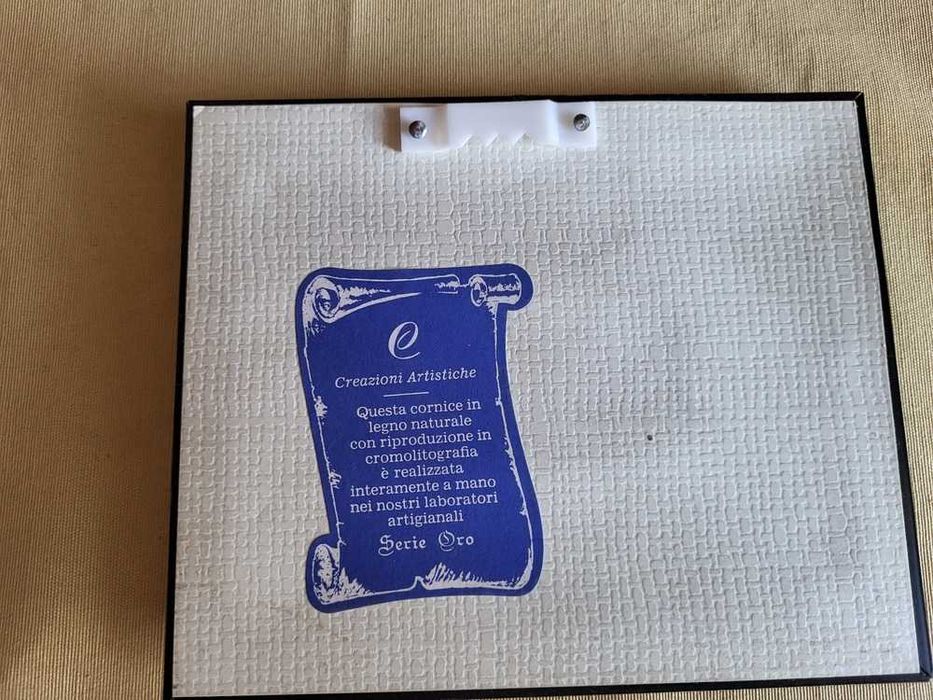 C
Creazioni Artistiche
Questa cornice in
legno naturale
con riproduzione in
cromolitografia
è realizzata
interamente a mano
nei nostri laboratori
artigianali
Serie Oro